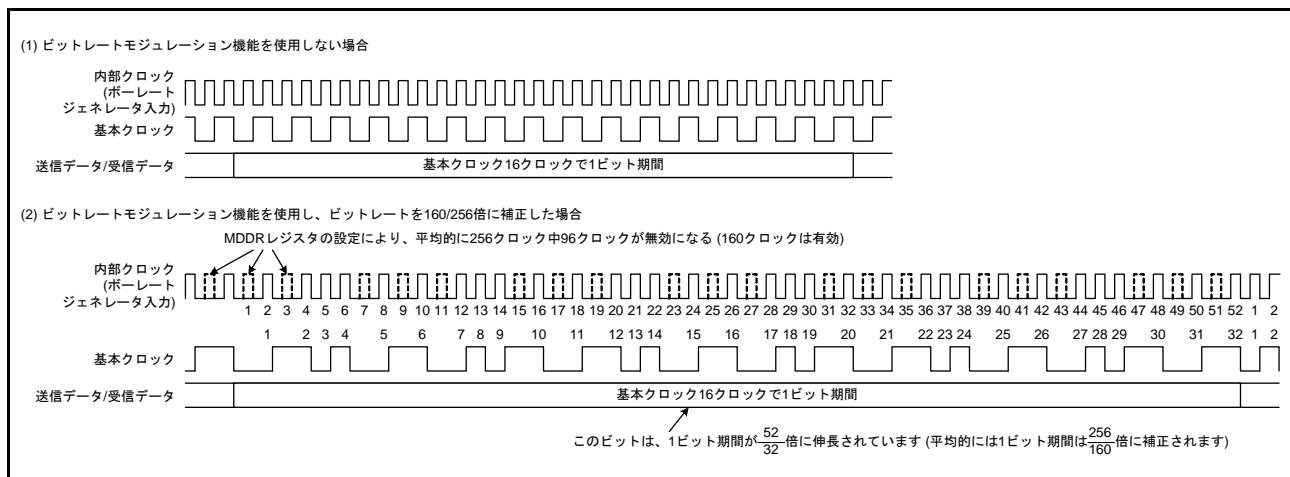 (1) ビットレートモジュレーション機能を使用しない場合
内部クロック
(ボーレート
ジェネレータ入力)
基本クロック
送信データ/受信データ
基本クロック16クロックで1ビット期間
(2) ビットレートモジュレーション機能を使用し、ビットレートを160/256倍に補正した場合
MDDRレジスタの設定により、平均的に256クロック中96クロックが無効になる (160クロックは有効)
内部クロック
(ボーレート
ジェネレータ入力)
1 2 3 4 5 6 7 8 9 10 11 12 13 14 15 16 17 18 19 20 21 22 23 24 25 26 27 28 29 30 31 32 33 34 35 36 37 38 39 40 41 42 43 44 45 46 47 48 49 50 51 52 1 2
1 2 3 4 5 6 7 8 9 10 11 12 13 14 15 16 17 18 19 20 21 22 23 24 25 26 27 28 29 30 31 32 1 2
基本クロック
送信データ/受信データ
基本クロック16クロックで1ビット期間
このビットは、1ビット期間が52/32倍に伸長されています (平均的には1ビット期間は256/160倍に補正されます)